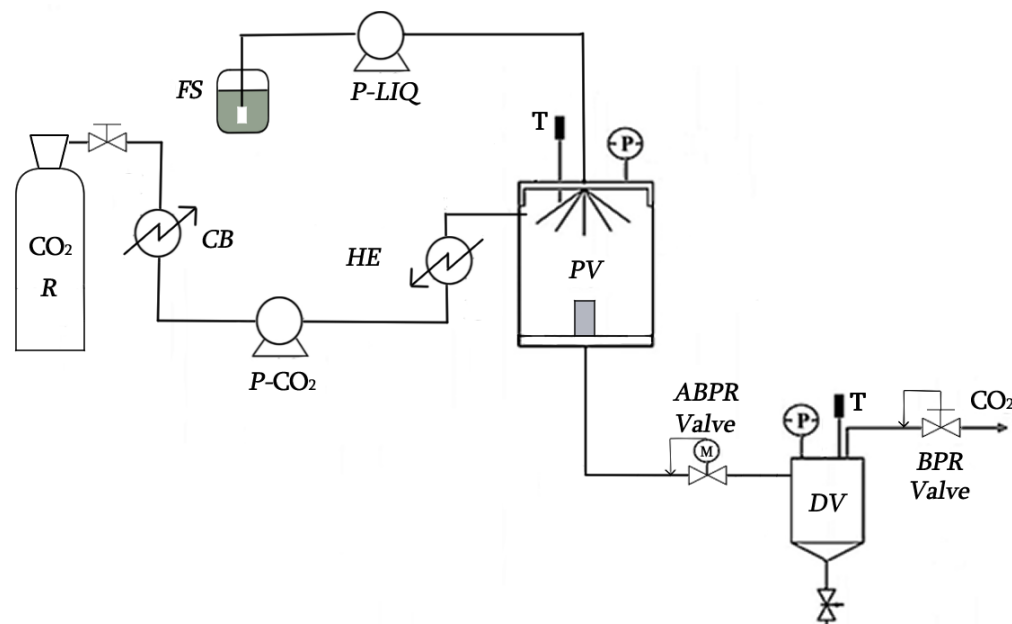 FS
P-LIQ
T
P
CO₂
R
CB
HE
PV
P-CO₂
ABPR
Valve
M
P
T
CO₂
BPR
Valve
DV